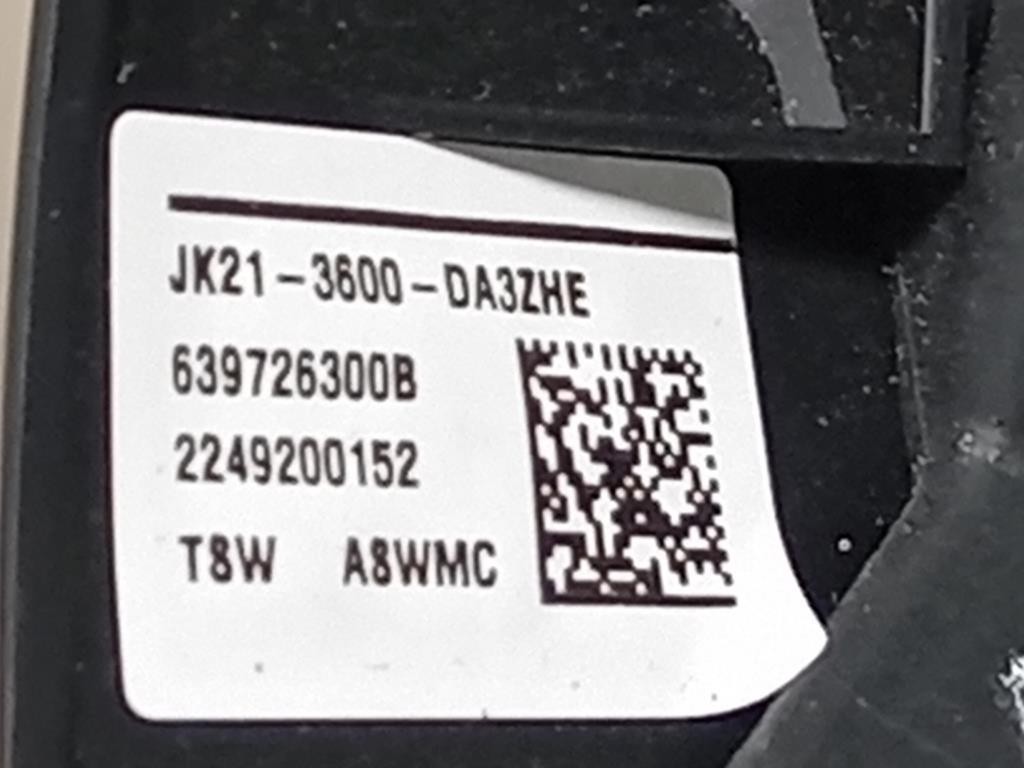 JK21-3600-DA3ZHE
639726300B
2249200152
T8W A8WMC